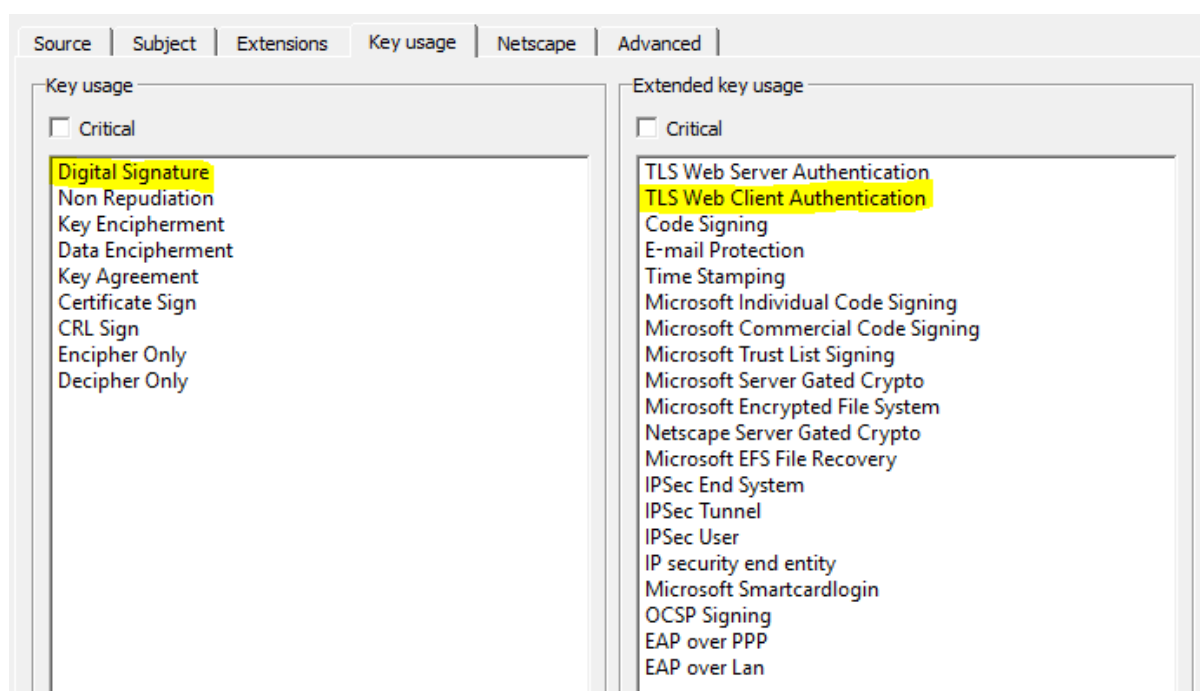 Source Subject Extensions Key usage Netscape Advanced
Key usage
Critical
Digital Signature
Non Repudiation
Key Encipherment
Data Encipherment
Key Agreement
Certificate Sign
CRL Sign
Encipher Only
Decipher Only
Extended key usage
Critical
TLS Web Server Authentication
TLS Web Client Authentication
Code Signing
E-mail Protection
Time Stamping
Microsoft Individual Code Signing
Microsoft Commercial Code Signing
Microsoft Trust List Signing
Microsoft Server Gated Crypto
Microsoft Encrypted File System
Netscape Server Gated Crypto
Microsoft EFS File Recovery
IPSec End System
IPSec Tunnel
IPSec User
IP security end entity
Microsoft Smartcardlogin
OCSP Signing
EAP over PPP
EAP over Lan